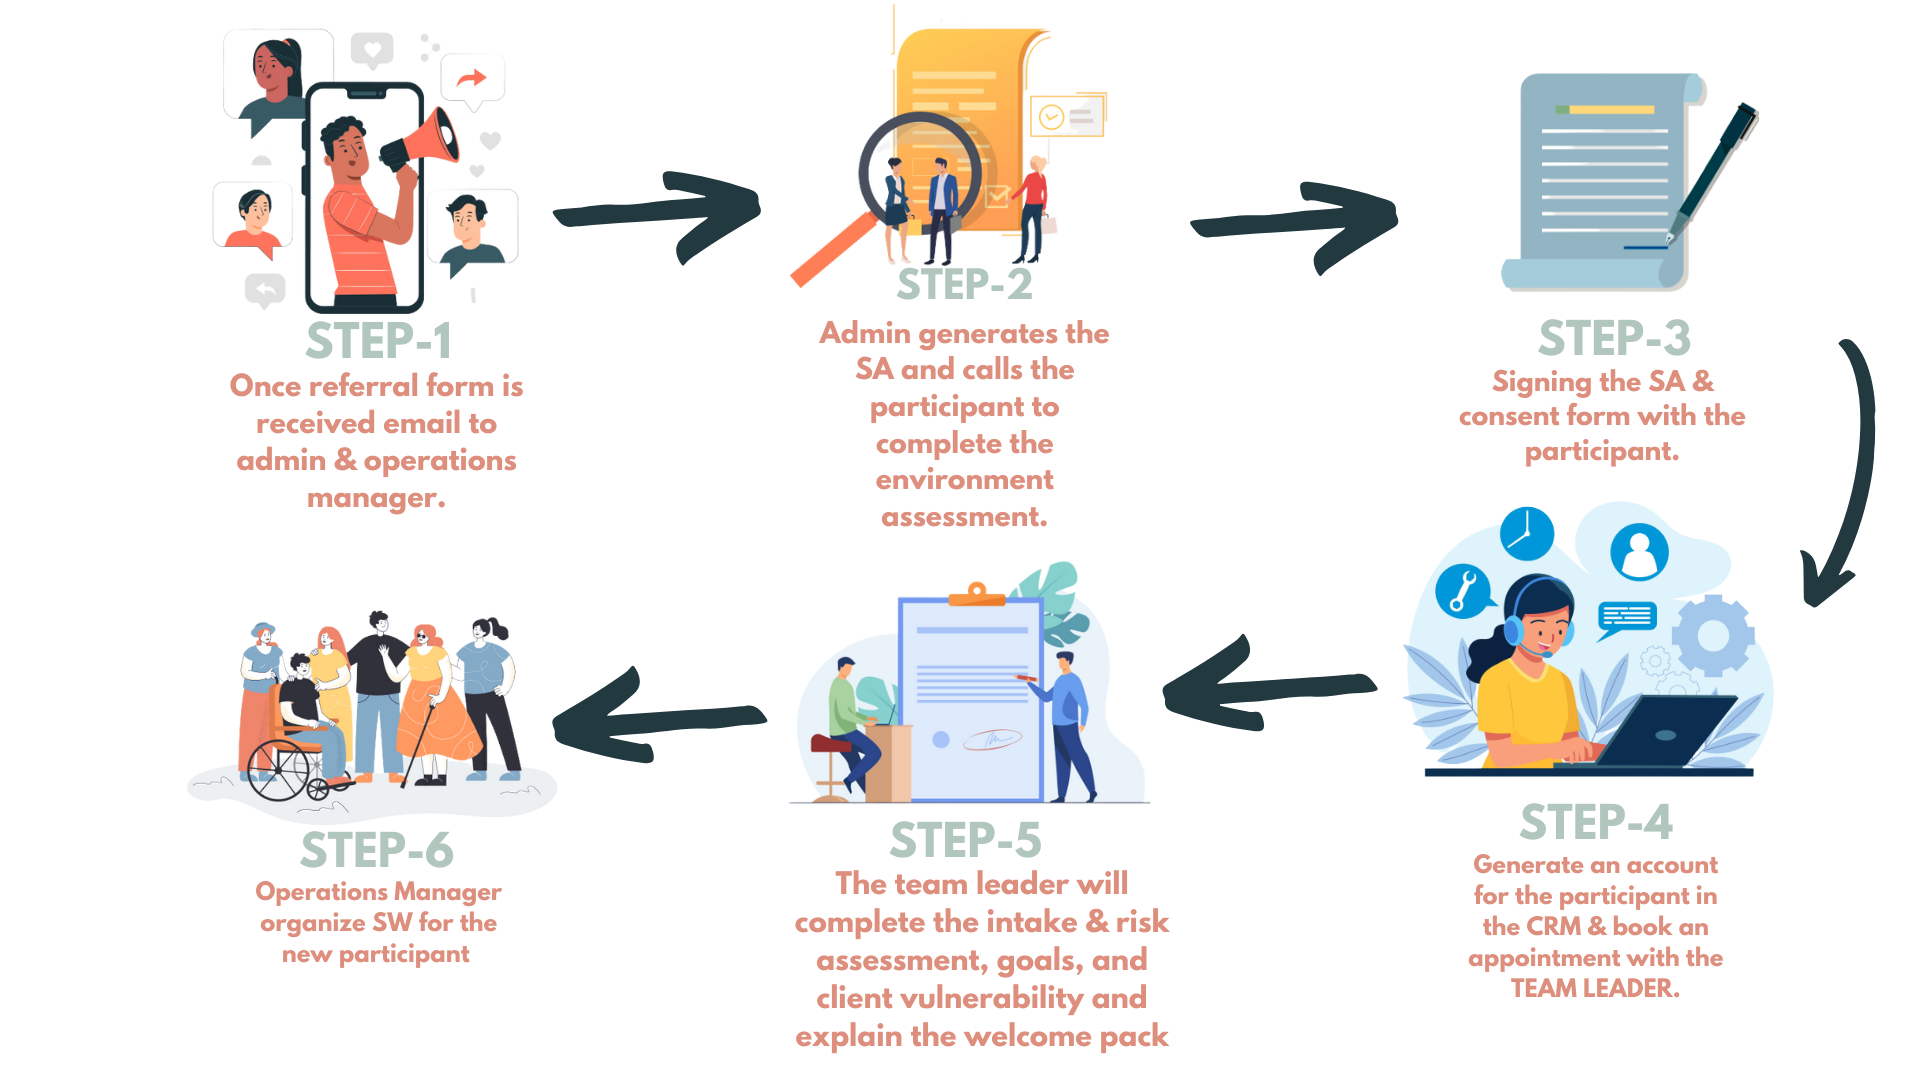 STEP-1
Once referral form is
received email to
admin & operations
manager.
STEP-2
Admin generates the
SA and calls the
participant to
complete the
environment
assessment.
STEP-3
Signing the SA &
consent form with the
participant.
STEP-4
Generate an account
for the participant in
the CRM & book an
appointment with the
TEAM LEADER.
STEP-5
The team leader will
complete the intake & risk
assessment, goals, and
client vulnerability and
explain the welcome pack
STEP-6
Operations Manager
organize SW for the
new participant